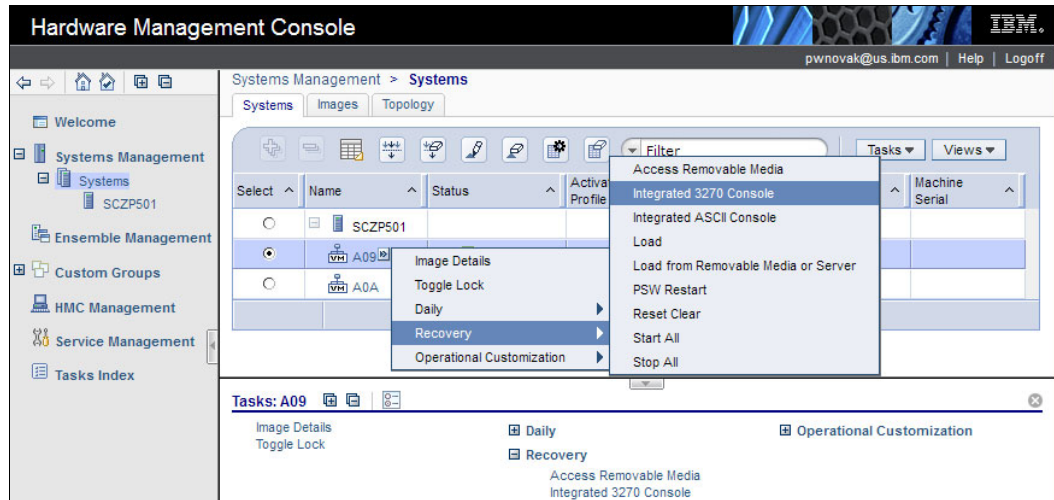 Hardware Management Console
IBM.
pwnovak@us.ibm.com | Help | Logoff
Welcome
Systems Management
Systems
SCZP501
Ensemble Management
Custom Groups
HMC Management
Service Management
Tasks Index
Systems Management > Systems
Systems Images Topology
Filter
Tasks Views
Select Name Status Profile Machine Serial
SCZP501
VM A09
VM A0A
Image Details
Toggle Lock
Daily
Recovery
Operational Customization
Access Removable Media
Integrated 3270 Console
Integrated ASCII Console
Load
Load from Removable Media or Server
PSW Restart
Reset Clear
Start All
Stop All
Tasks: A09
Image Details
Toggle Lock
Daily
Recovery
Access Removable Media
Integrated 3270 Console
Operational Customization